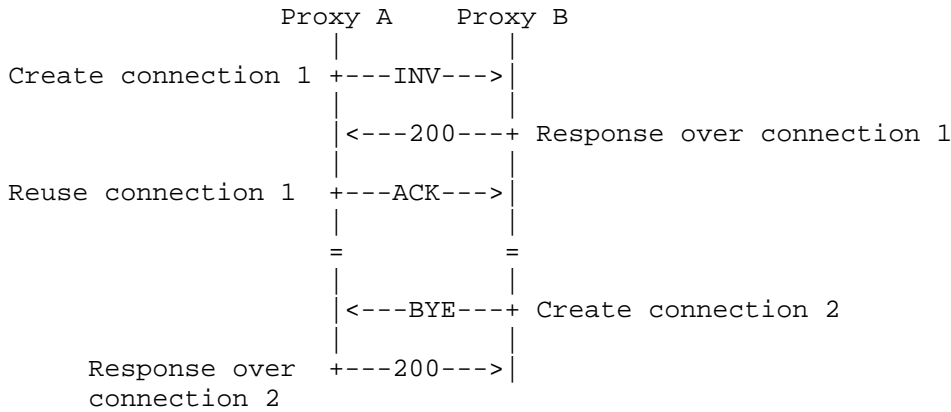 Proxy A Proxy B
| |
Create connection 1 +---INV--->|
| |
|<---200---+ Response over connection 1
| |
Reuse connection 1 +---ACK--->|
| |
= =
| |
|<---BYE---+ Create connection 2
| |
Response over +---200--->|
connection 2